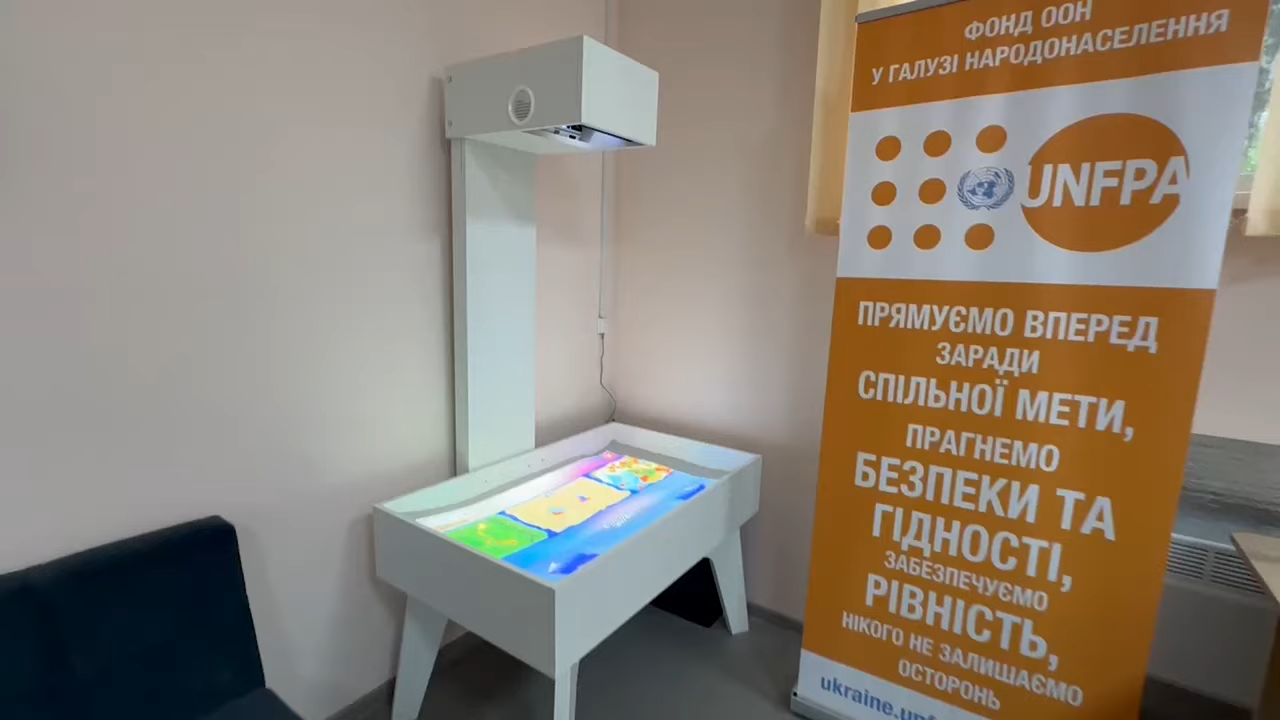 ФОНД ООН
У ГАЛУЗІ НАРОДОНАСЕЛЕННЯ
UNFPA
ПРЯМУЄМО ВПЕРЕД
ЗАРАДИ
СПІЛЬНОЇ МЕТИ,
ПРАГНЕМО
БЕЗПЕКИ ТА
ГІДНОСТІ,
ЗАБЕЗПЕЧУЄМО
РІВНІСТЬ,
НІКОГО НЕ ЗАЛИШАЄМО
ОСТОРОНЬ